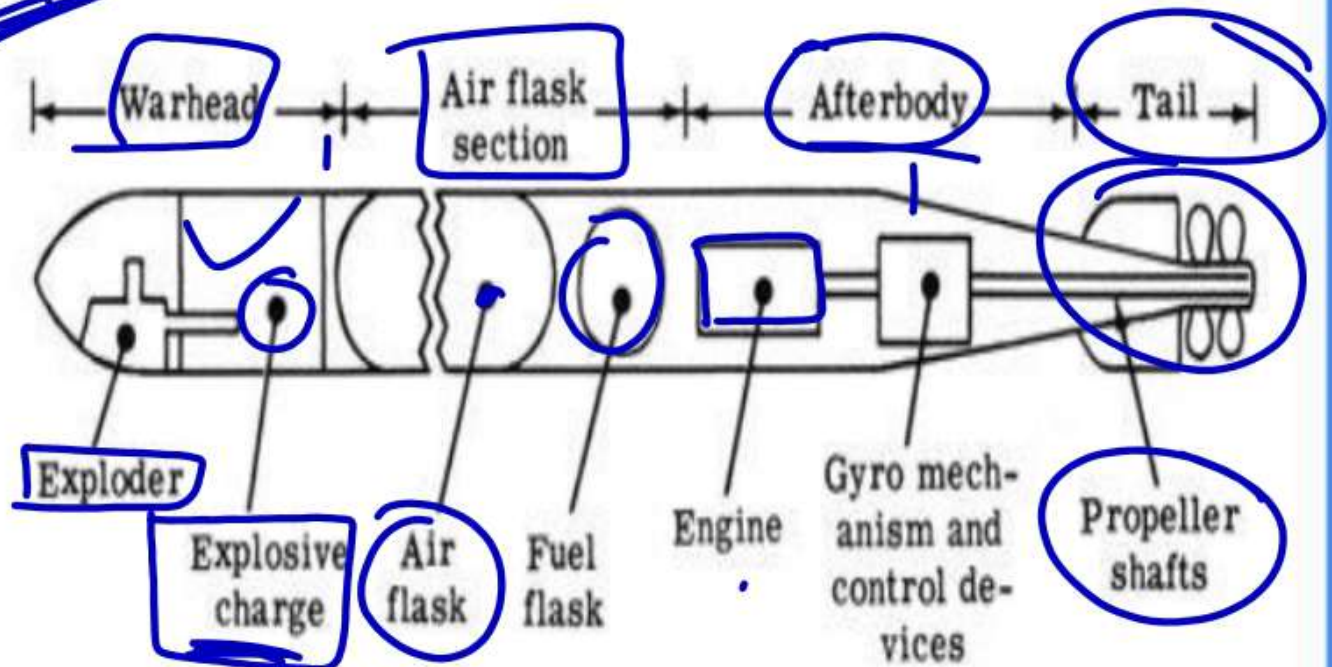 Warhead
Air flask
section
Afterbody
Tail
Exploder
Explosive
charge
Air
flask
Fuel
flask
Engine
Gyro mech-
anism and
control de-
vices
Propeller
shafts